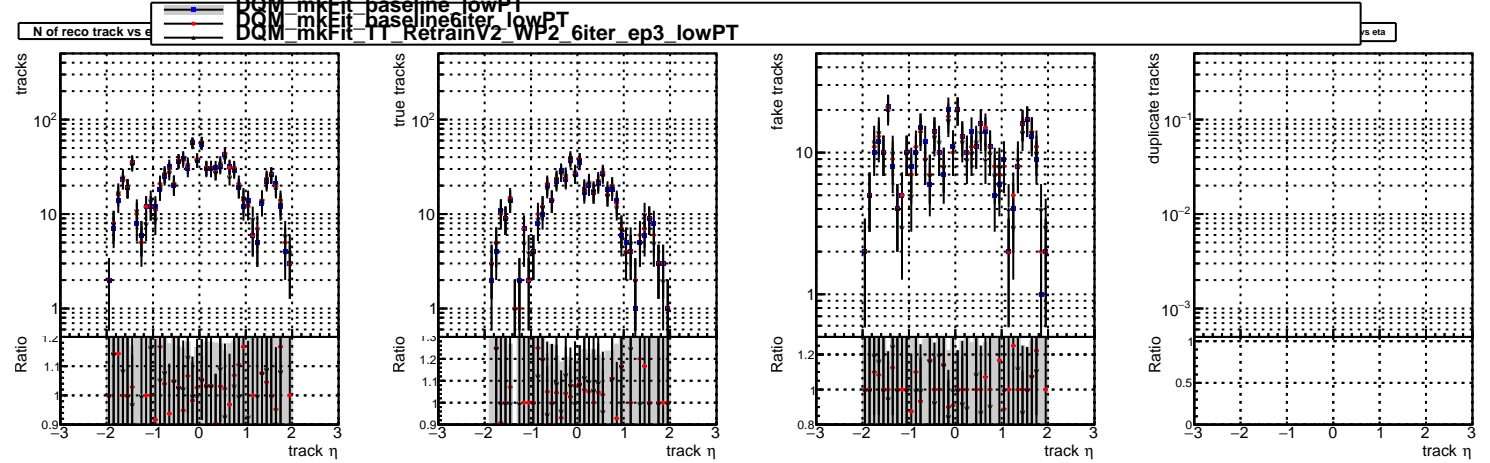 DQM_mkFit_baseline_lowPT
DQM_mkFit_baseline6iter_lowPT
DQM_mkFit_TT_RetrainV2_WP2_6iter_ep3_lowPT
N of reco track vs e
vs eta
tracks
10²
10
1
Ratio
1.2
1.1
1
0.9
−3 −2 −1 0 1 2 3
track η
true tracks
10²
10
1
Ratio
1.3
1.2
1.1
1
0.9
−3 −2 −1 0 1 2 3
track η
fake tracks
10
1
Ratio
1.2
1
0.8
−3 −2 −1 0 1 2 3
track η
duplicate tracks
10⁻¹
10⁻²
10⁻³
Ratio
1
0.5
0
−3 −2 −1 0 1 2 3
track η